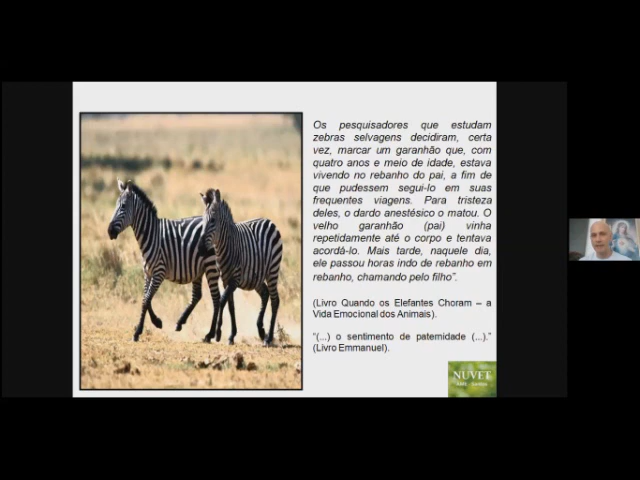 Os pesquisadores que estudam
zebras selvagens decidiram, certa
vez, marcar um garanhão que, com
quatro anos e meio de idade, estava
vivendo no rebanho do pai, a fim de
que pudessem segui-lo em suas
frequentes viagens. Para tristeza
deles, o dardo anestésico o matou. O
velho garanhão (pai) vinha
repetidamente até o corpo e tentava
acordá-lo. Mais tarde, naquele dia,
ele passou horas indo de rebanho em
rebanho, chamando pelo filho”.
(Livro Quando os Elefantes Choram – a
Vida Emocional dos Animais).
“(...) o sentimento de paternidade (...).”
(Livro Emmanuel).
NUVET